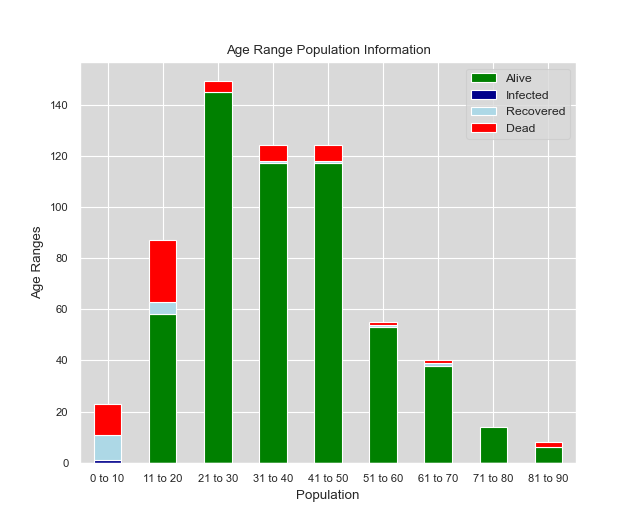 Age Range Population Information
Alive
Infected
Recovered
Dead
Age Ranges
140
120
100
80
60
40
20
0
0 to 10 11 to 20 21 to 30 31 to 40 41 to 50 51 to 60 61 to 70 71 to 80 81 to 90
Population